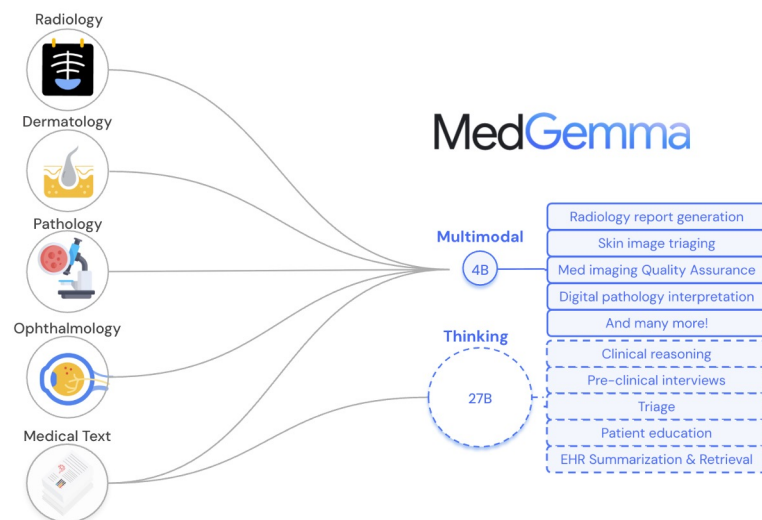 Radiology
Dermatology
Pathology
Ophthalmology
Medical Text
MedGemma
Multimodal
4B
Radiology report generation
Skin image triaging
Med imaging Quality Assurance
Digital pathology interpretation
And many more!
Thinking
27B
Clinical reasoning
Pre-clinical interviews
Triage
Patient education
EHR Summarization & Retrieval